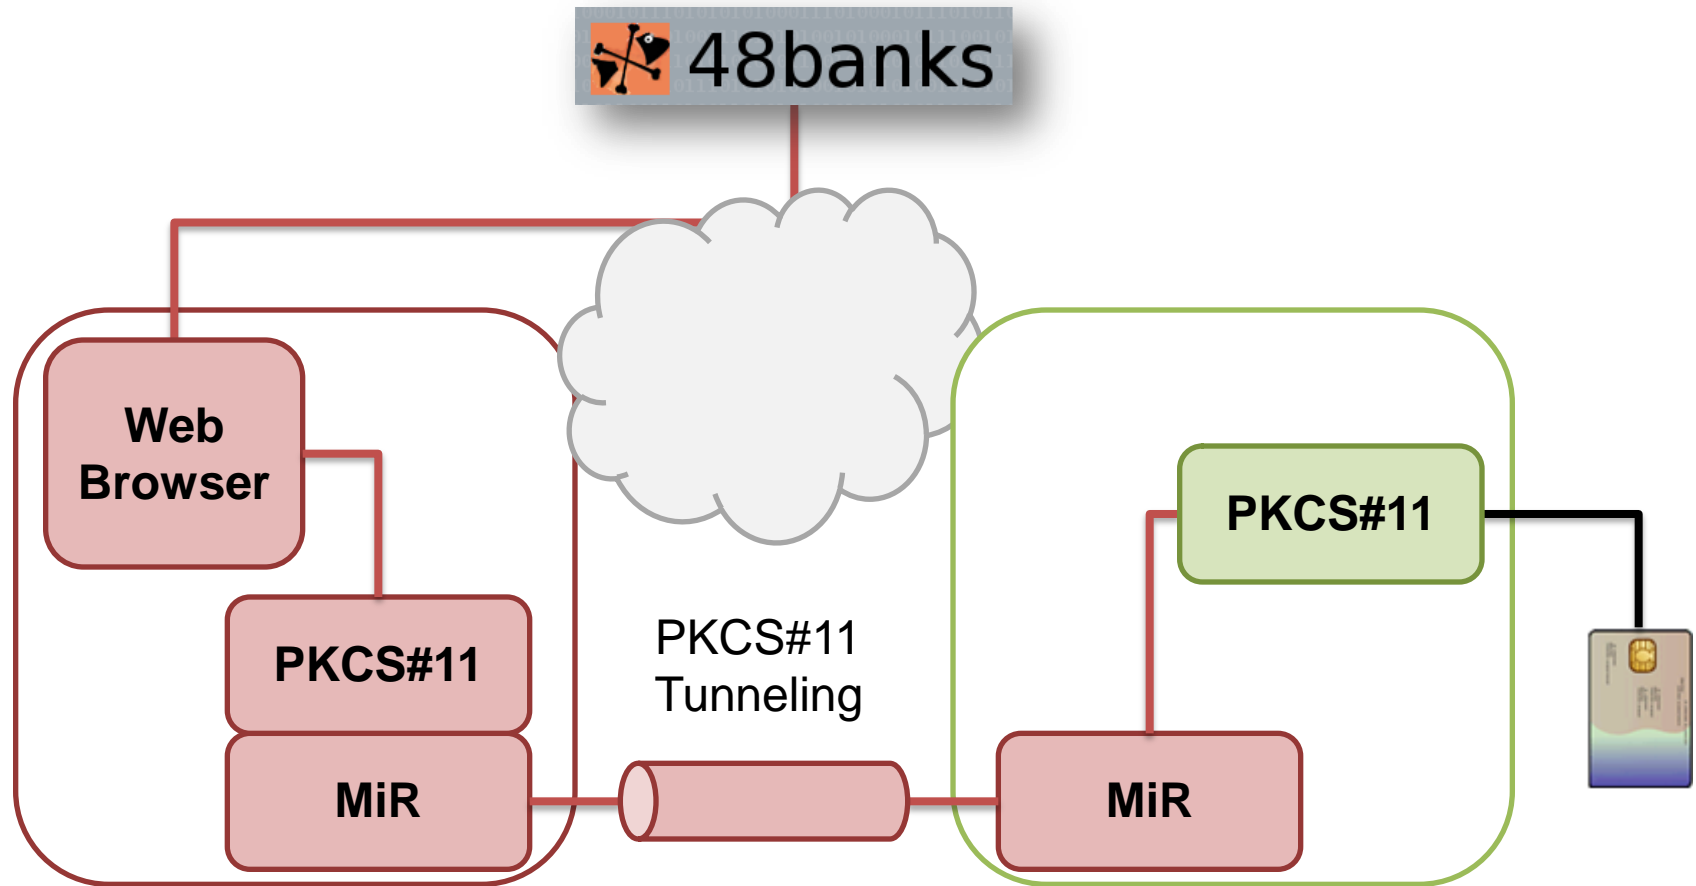 48banks
Web
Browser
PKCS#11
PKCS#11
MiR
PKCS#11
Tunneling
MiR